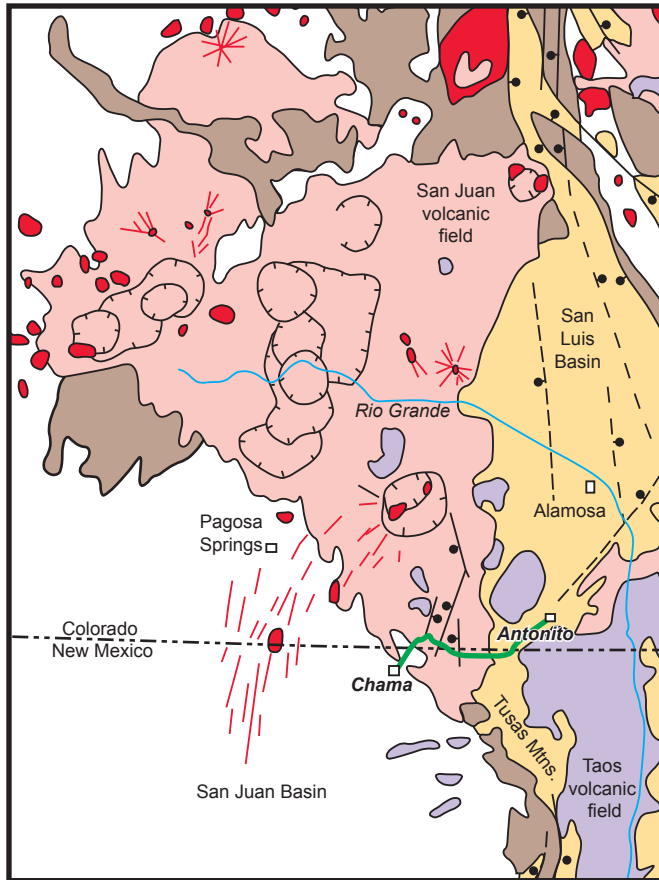 San Juan
volcanic
field
San
Luis
Basin
Rio Grande
Alamosa
Pagosa
Springs
Colorado
New Mexico
Antonito
Chama
Tusas Mtns.
Taos
volcanic
field
San Juan Basin